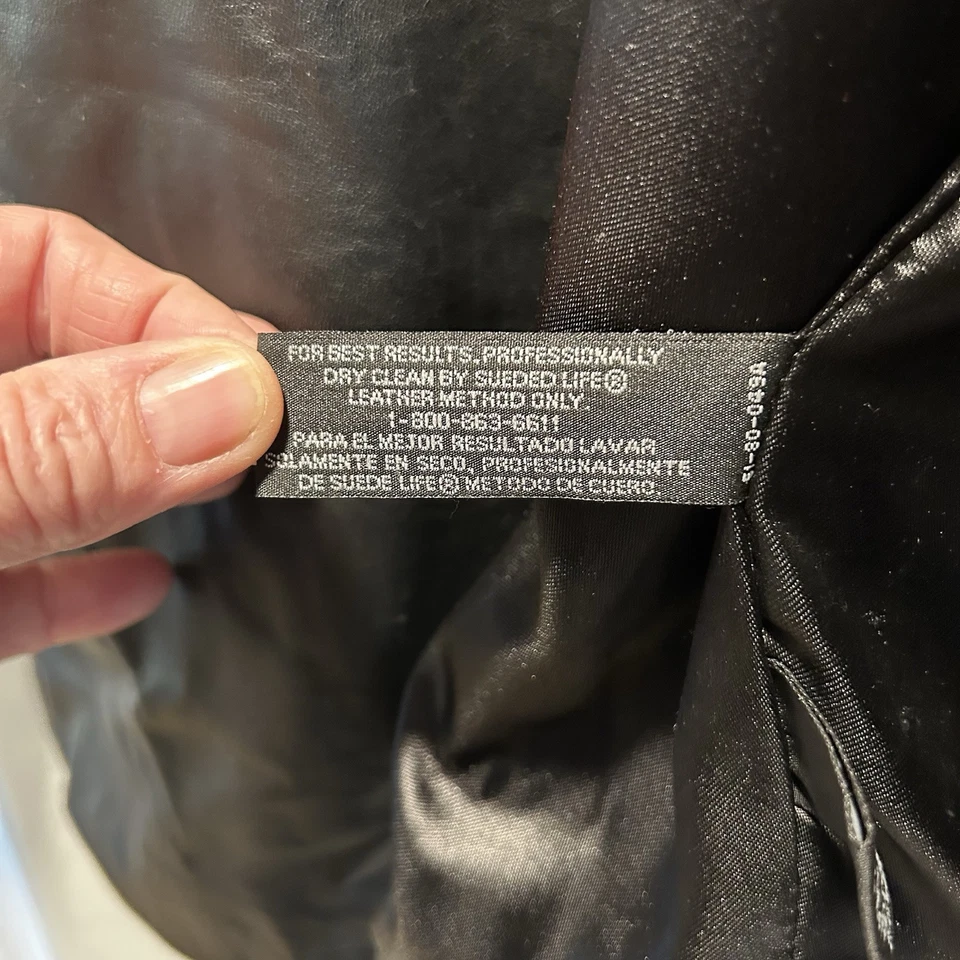 FOR BEST RESULTS, PROFESSIONALLY
DRY CLEAN BY SUEDED LIFE®
LEATHER METHOD ONLY.
1-800-863-6611
PARA EL MEJOR RESULTADO LAVAR
SOLAMENTE EN SECO, PROFESIONALMENTE
DE SUEDE LIFE® METODO DE CUERO.